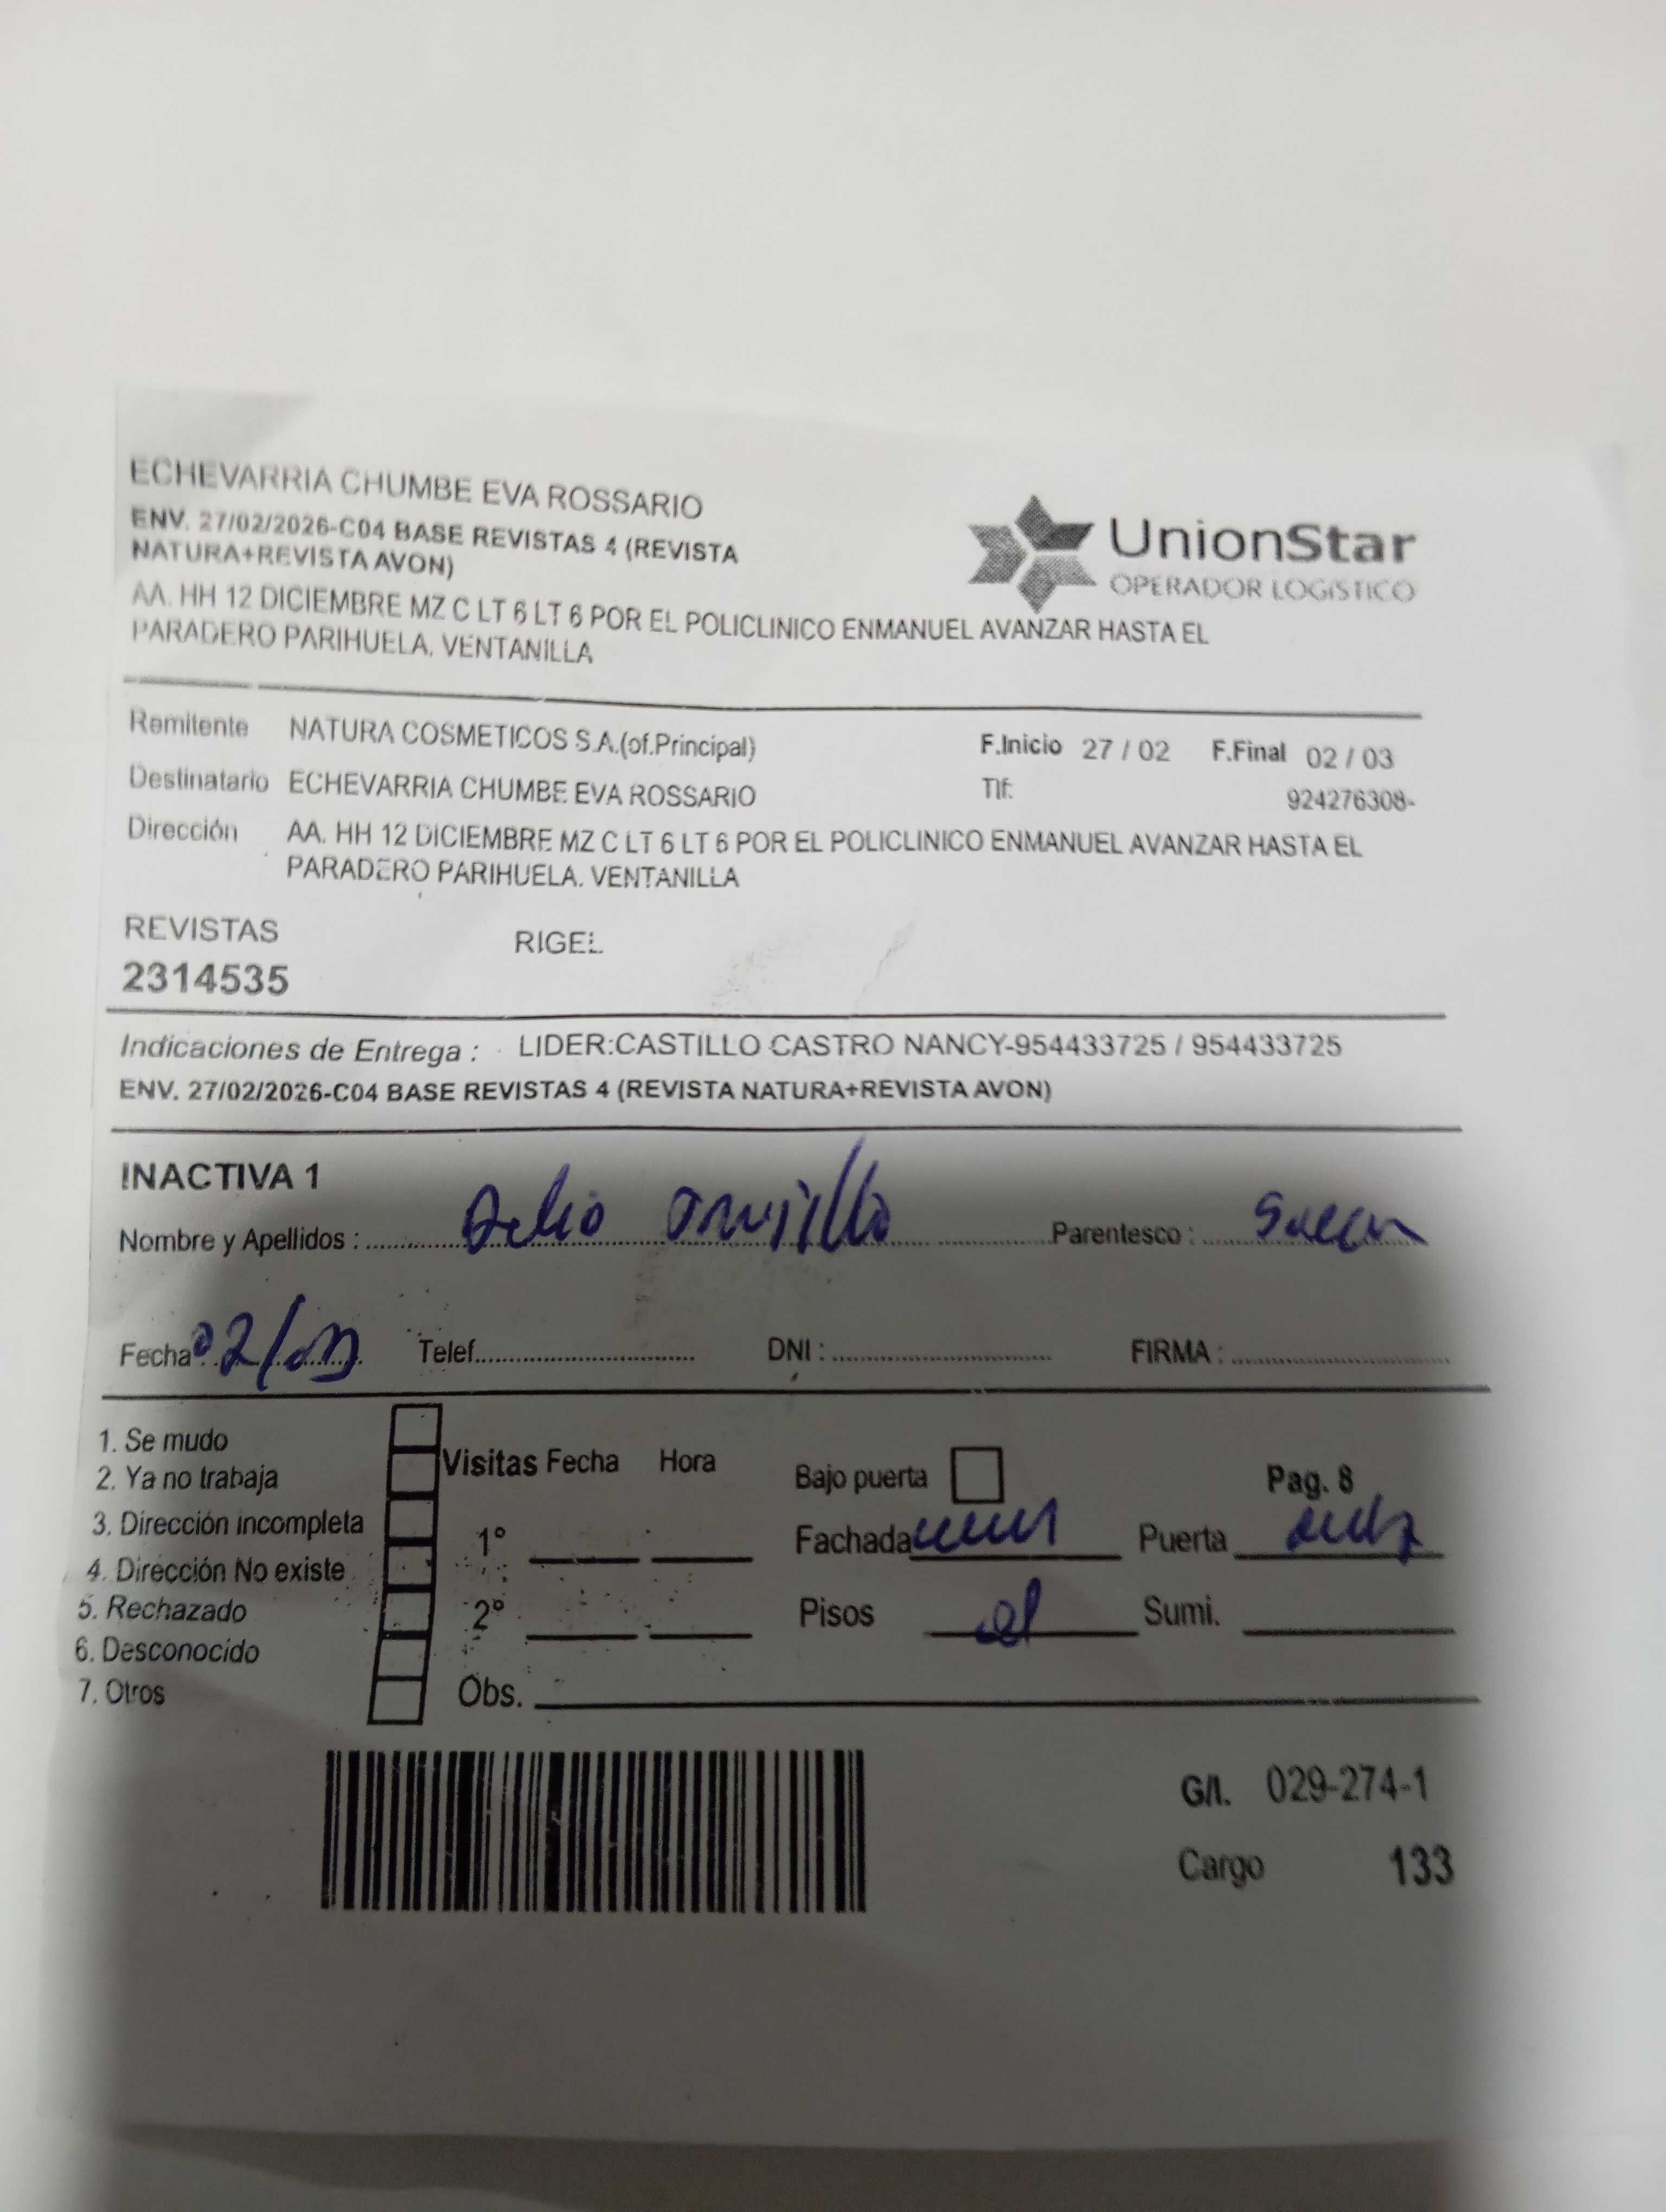 ECHEVARRIA CHUMBE EVA ROSSARIO
ENV. 27/02/2026-C04 BASE REVISTAS 4 (REVISTA
NATURA+REVISTA AVON)
UnionStar
OPERADOR LOGISTICO
AA. HH 12 DICIEMBRE MZ C LT 6 LT 6 POR EL POLICLINICO ENMANUEL AVANZAR HASTA EL
PARADERO PARIHUELA. VENTANILLA
Remitente NATURA COSMETICOS S.A.(of.Principal) F.Inicio 27 / 02 F.Final 02 / 03
Destinatario ECHEVARRIA CHUMBE EVA ROSSARIO Tlf: 924276308-
Dirección AA. HH 12 DICIEMBRE MZ C LT 6 LT 6 POR EL POLICLINICO ENMANUEL AVANZAR HASTA EL
PARADERO PARIHUELA. VENTANILLA
REVISTAS RIGEL
2314535
Indicaciones de Entrega : LIDER:CASTILLO CASTRO NANCY-954433725 / 954433725
ENV. 27/02/2026-C04 BASE REVISTAS 4 (REVISTA NATURA+REVISTA AVON)
INACTIVA 1
Nombre y Apellidos : Parentesco :
Fecha 02/03 Telef. DNI : FIRMA :
1. Se mudo
2. Ya no trabaja
3. Dirección incompleta
4. Dirección No existe
5. Rechazado
6. Desconocido
7. Otros
Visitas Fecha Hora
1°
2°
Obs.
Bajo puerta Pag. 8
Fachada Puerta
Pisos Sumi.
G/I. 029-274-1
Cargo 133